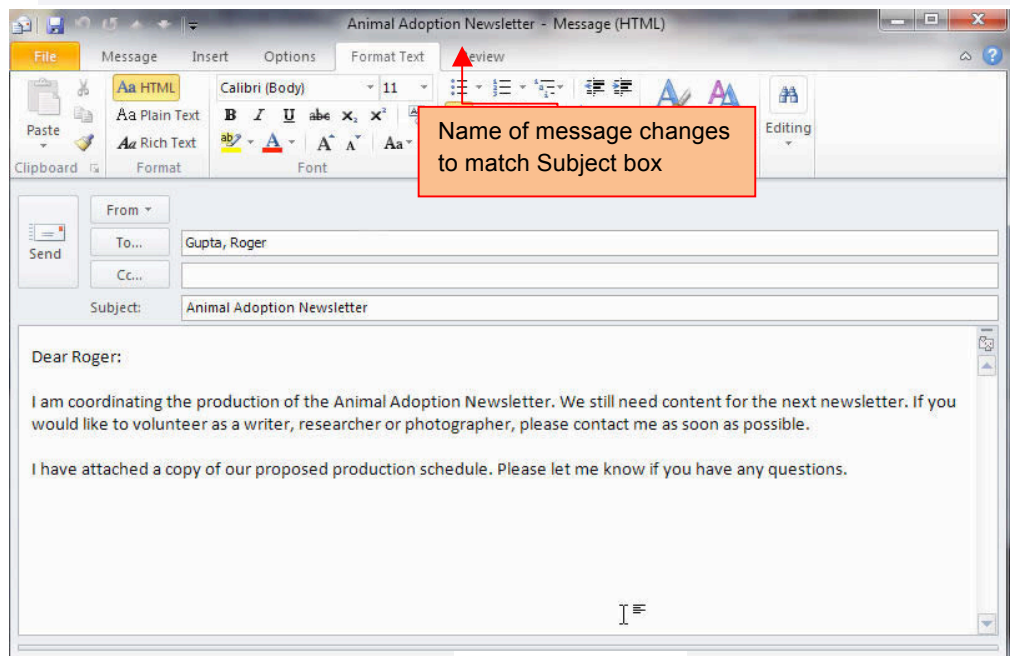 Animal Adoption Newsletter - Message (HTML)
File Message Insert Options Format Text eview
Paste
Clipboard
Aa HTML
Aa Plain Text
Aa Rich Text
Format
Calibri (Body) 11
B I U abc x₂ x²
ab A A A Aa
Font
Editing
Name of message changes
to match Subject box
Send
From
To... Gupta, Roger
Cc...
Subject: Animal Adoption Newsletter
Dear Roger:
I am coordinating the production of the Animal Adoption Newsletter. We still need content for the next newsletter. If you
would like to volunteer as a writer, researcher or photographer, please contact me as soon as possible.
I have attached a copy of our proposed production schedule. Please let me know if you have any questions.